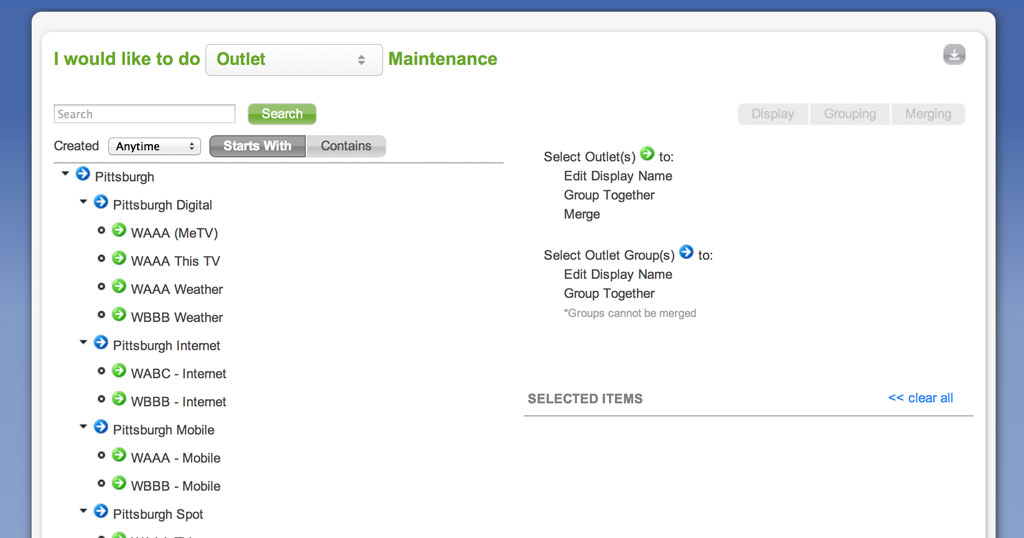 I would like to do Outlet Maintenance
Search Search
Display Grouping Merging
Created Anytime Starts With Contains
Pittsburgh
Pittsburgh Digital
WAAA (MeTV)
WAAA This TV
WAAA Weather
WBBB Weather
Pittsburgh Internet
WABC - Internet
WBBB - Internet
Pittsburgh Mobile
WAAA - Mobile
WBBB - Mobile
Pittsburgh Spot
Select Outlet(s) to:
Edit Display Name
Group Together
Merge
Select Outlet Group(s) to:
Edit Display Name
Group Together
*Groups cannot be merged
SELECTED ITEMS << clear all